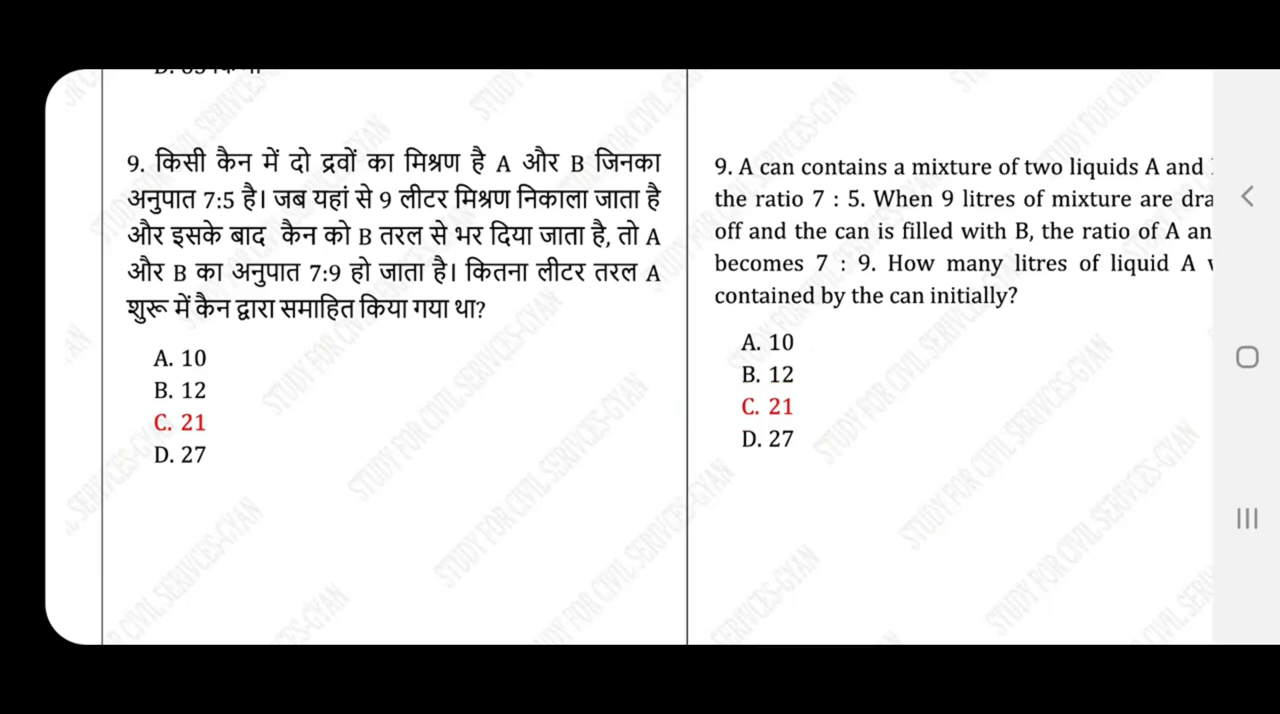 9. किसी कैन में दो द्रवों का मिश्रण है A और B जिनका
अनुपात 7:5 है। जब यहां से 9 लीटर मिश्रण निकाला जाता है
और इसके बाद कैन को B तरल से भर दिया जाता है, तो A
और B का अनुपात 7:9 हो जाता है। कितना लीटर तरल A
शुरू में कैन द्वारा समाहित किया गया था?
A. 10
B. 12
C. 21
D. 27
9. A can contains a mixture of two liquids A and
the ratio 7 : 5. When 9 litres of mixture are dra
off and the can is filled with B, the ratio of A an
becomes 7 : 9. How many litres of liquid A
contained by the can initially?
A. 10
B. 12
C. 21
D. 27
STUDY FOR CIVIL SERIVCES-GYAN